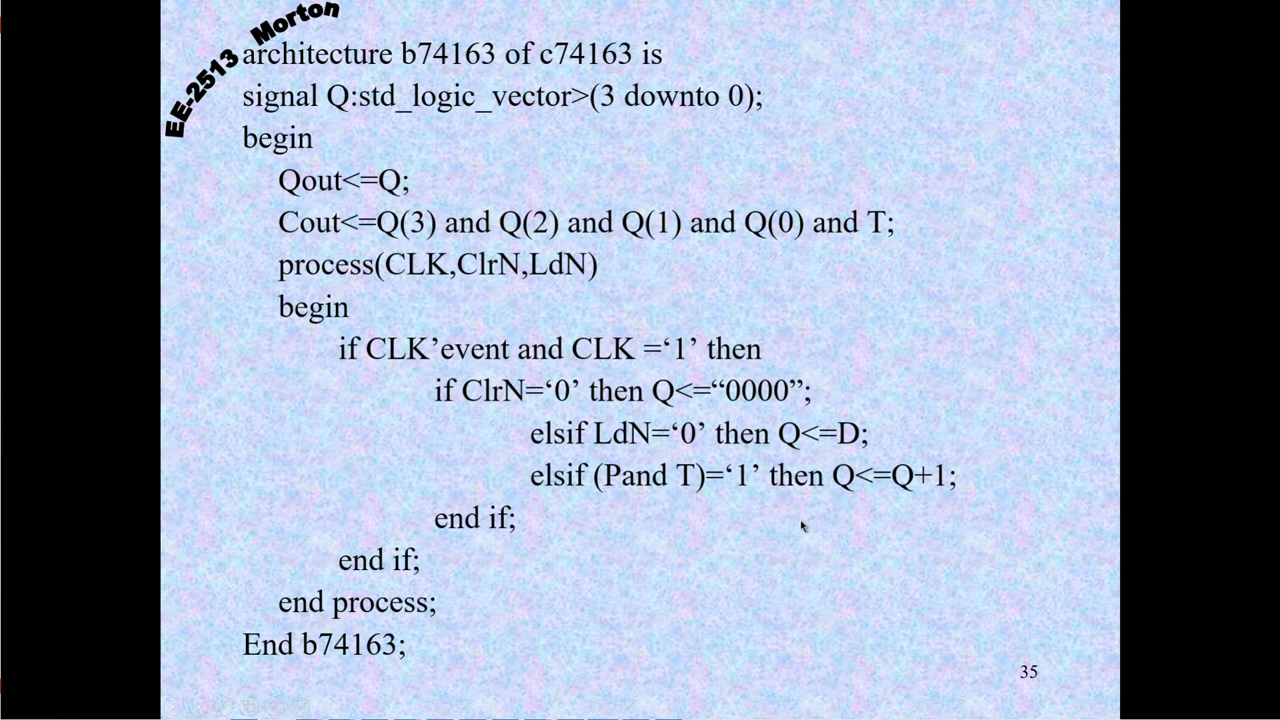 EE-2513 Morton
architecture b74163 of c74163 is
signal Q:std_logic_vector>(3 downto 0);
begin
Qout<=Q;
Cout<=Q(3) and Q(2) and Q(1) and Q(0) and T;
process(CLK,ClrN,LdN)
begin
if CLK’event and CLK =‘1’ then
if ClrN=‘0’ then Q<=“0000”;
elsif LdN=‘0’ then Q<=D;
elsif (Pand T)=‘1’ then Q<=Q+1;
end if;
end if;
end process;
End b74163;
35